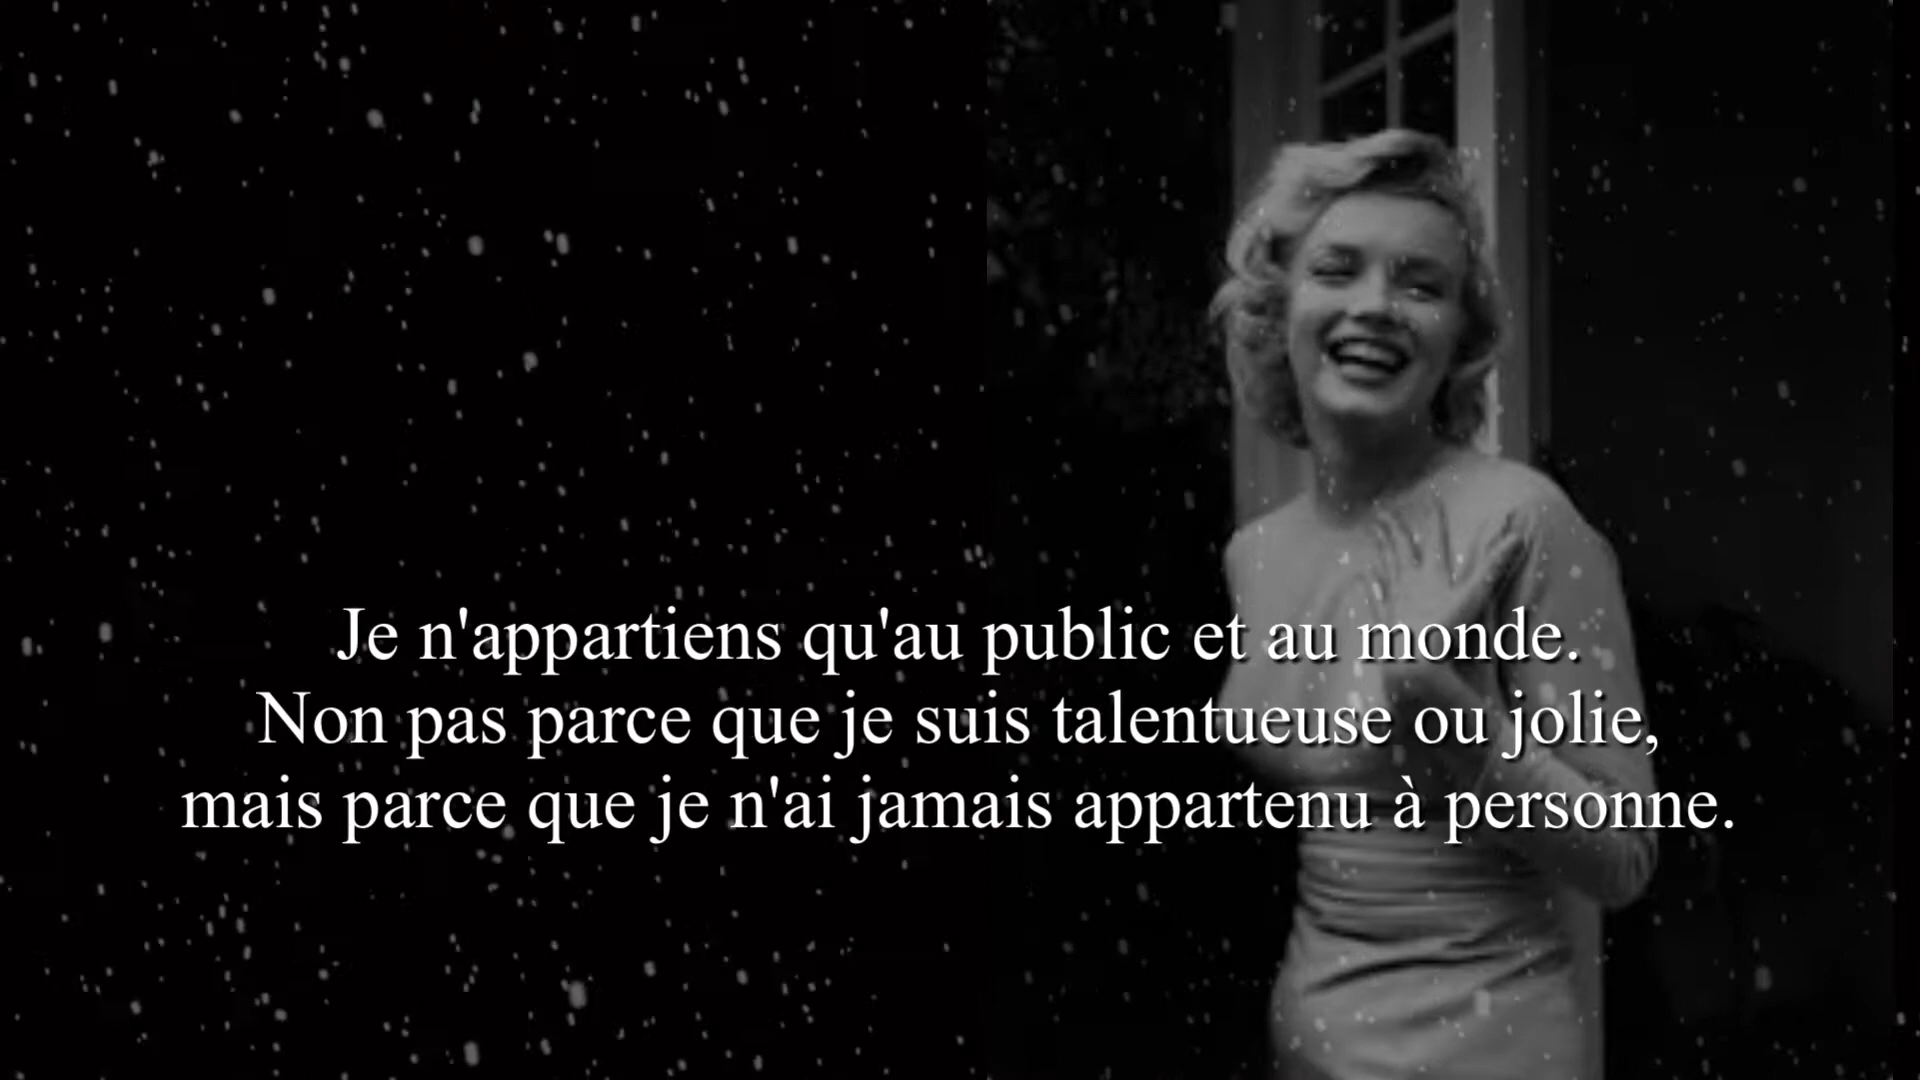 Je n'appartiens qu'au public et au monde.
Non pas parce que je suis talentueuse ou jolie,
mais parce que je n'ai jamais appartenu à personne.